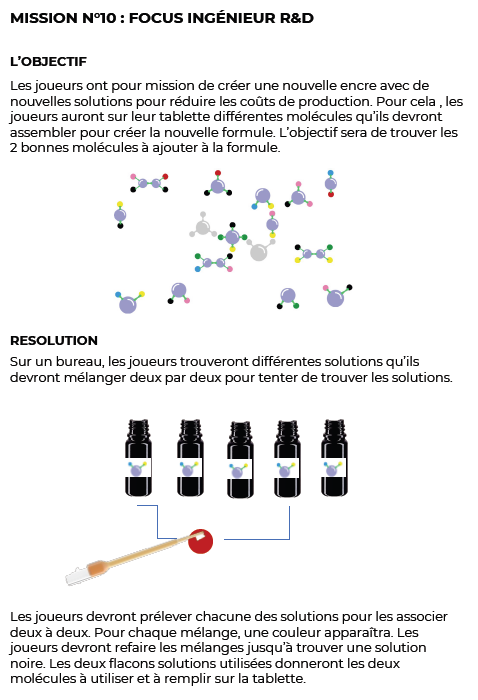 MISSION N°10 : FOCUS INGÉNIEUR R&D
L'OBJECTIF
Les joueurs ont pour mission de créer une nouvelle encre avec de
nouvelles solutions pour réduire les coûts de production. Pour cela , les
joueurs auront sur leur tablette différentes molécules qu'ils devront
assembler pour créer la nouvelle formule. L'objectif sera de trouver les
2 bonnes molécules à ajouter à la formule.
RESOLUTION
Sur un bureau, les joueurs trouveront différentes solutions qu'ils
devront mélanger deux par deux pour tenter de trouver les solutions.
Les joueurs devront prélever chacune des solutions pour les associer
deux à deux. Pour chaque mélange, une couleur apparaîtra. Les
joueurs devront refaire les mélanges jusqu'à trouver une solution
noire. Les deux flacons solutions utilisées donneront les deux
molécules à utiliser et à remplir sur la tablette.